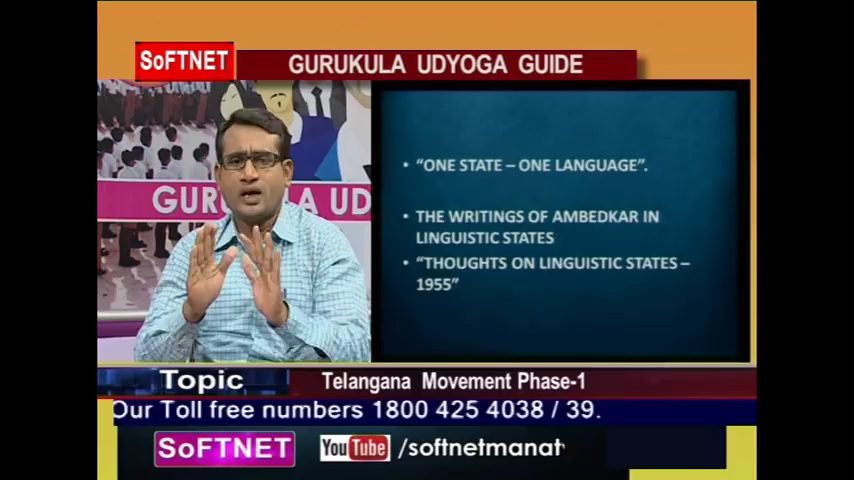 SoFTNET
GURUKULA UDYOGA GUIDE
• "ONE STATE – ONE LANGUAGE".
• THE WRITINGS OF AMBEDKAR IN
LINGUISTIC STATES
• "THOUGHTS ON LINGUISTIC STATES –
1955"
GURU LA UD
Topic
Telangana Movement Phase-1
Our Toll free numbers 1800 425 4038 / 39.
SoFTNET
YouTube /softnetmanat